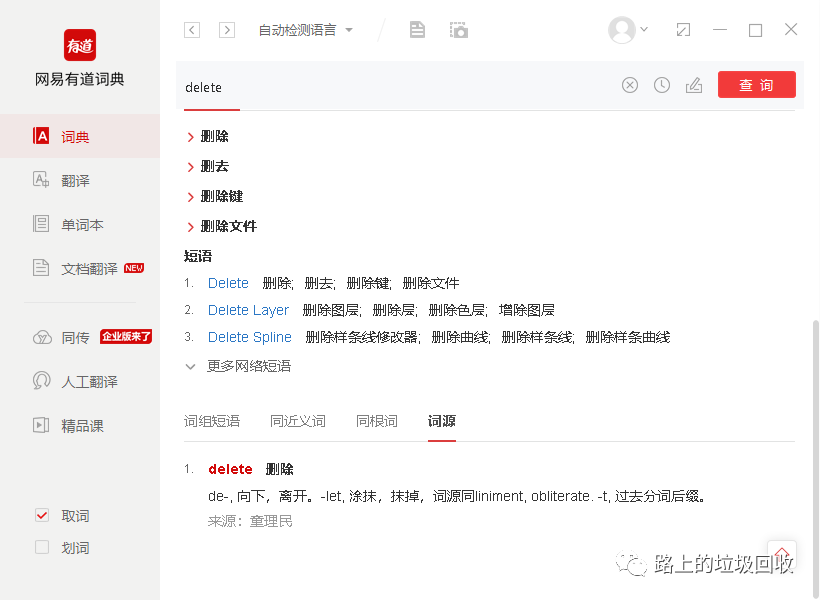 有道
网易有道词典
词典
翻译
单词本
文档翻译 NEW
同传 企业版来了
人工翻译
精品课
取词
划词
自动检测语言
delete
查 询
删除
删去
删除键
删除文件
短语
1. Delete 删除; 删去; 删除键; 删除文件
2. Delete Layer 删除图层; 删除层; 删除色层; 增除图层
3. Delete Spline 删除样条线修改器; 删除曲线; 删除样条线; 删除样条曲线
更多网络短语
词组短语 同近义词 同根词 词源
1. delete 删除
de-, 向下，离开。-let, 涂抹，抹掉，词源同liniment, obliterate. -t, 过去分词后缀。
来源：童理民
路上的垃圾回收